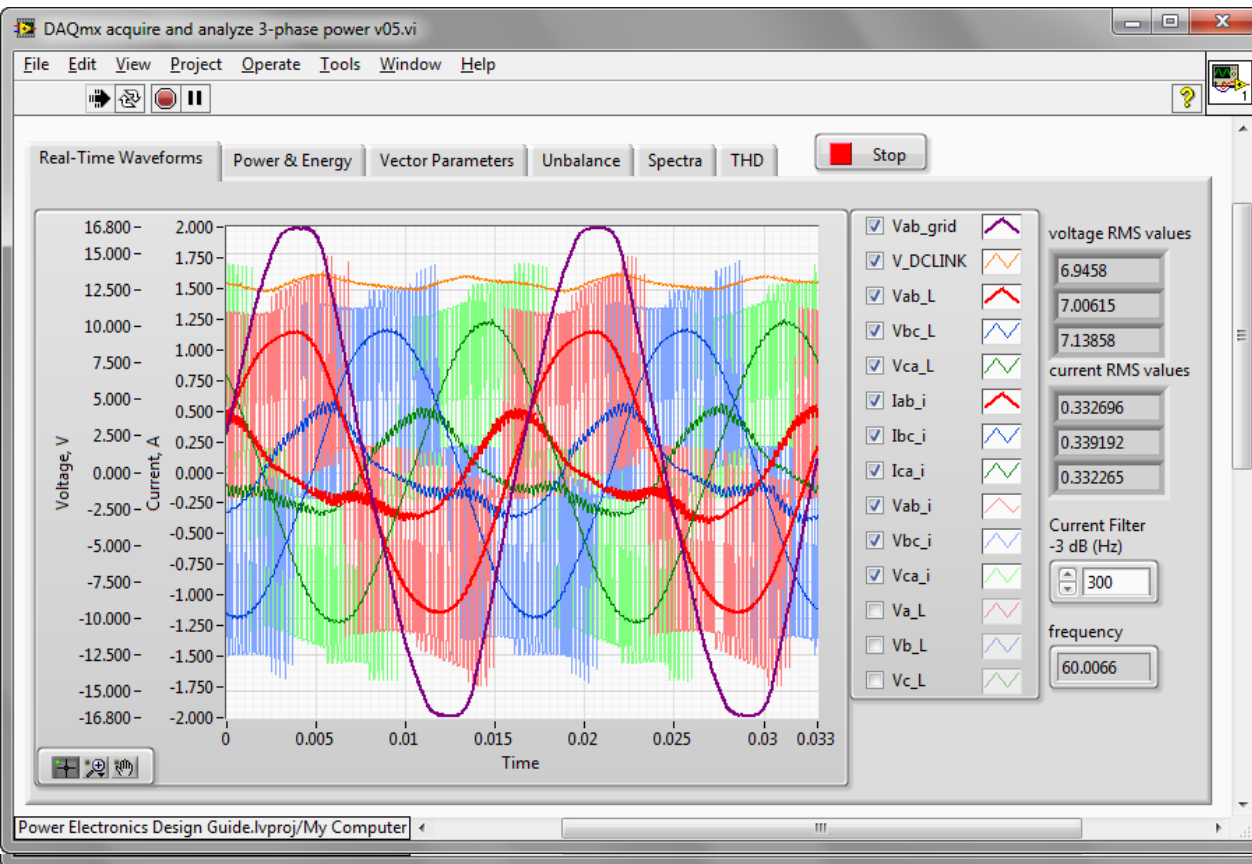 DAQmx acquire and analyze 3-phase power v05.vi
File Edit View Project Operate Tools Window Help
1
Real-Time Waveforms Power & Energy Vector Parameters Unbalance Spectra THD Stop
16.800
15.000
12.500
10.000
7.500
5.000
2.500
0.000
-2.500
-5.000
-7.500
-10.000
-12.500
-15.000
-16.800
Voltage, V
2.000
1.750
1.500
1.250
1.000
0.750
0.500
0.250
0.000
-0.250
-0.500
-0.750
-1.000
-1.250
-1.500
-1.750
-2.000
Current, A
0 0.005 0.01 0.015 0.02 0.025 0.03 0.033
Time
Vab_grid
V_DCLINK
Vab_L
Vbc_L
Vca_L
Iab_i
Ibc_i
Ica_i
Vab_i
Vbc_i
Vca_i
Va_L
Vb_L
Vc_L
voltage RMS values
6.9458
7.00615
7.13858
current RMS values
0.332696
0.339192
0.332265
Current Filter
-3 dB (Hz)
300
frequency
60.0066
Power Electronics Design Guide.lvproj/My Computer